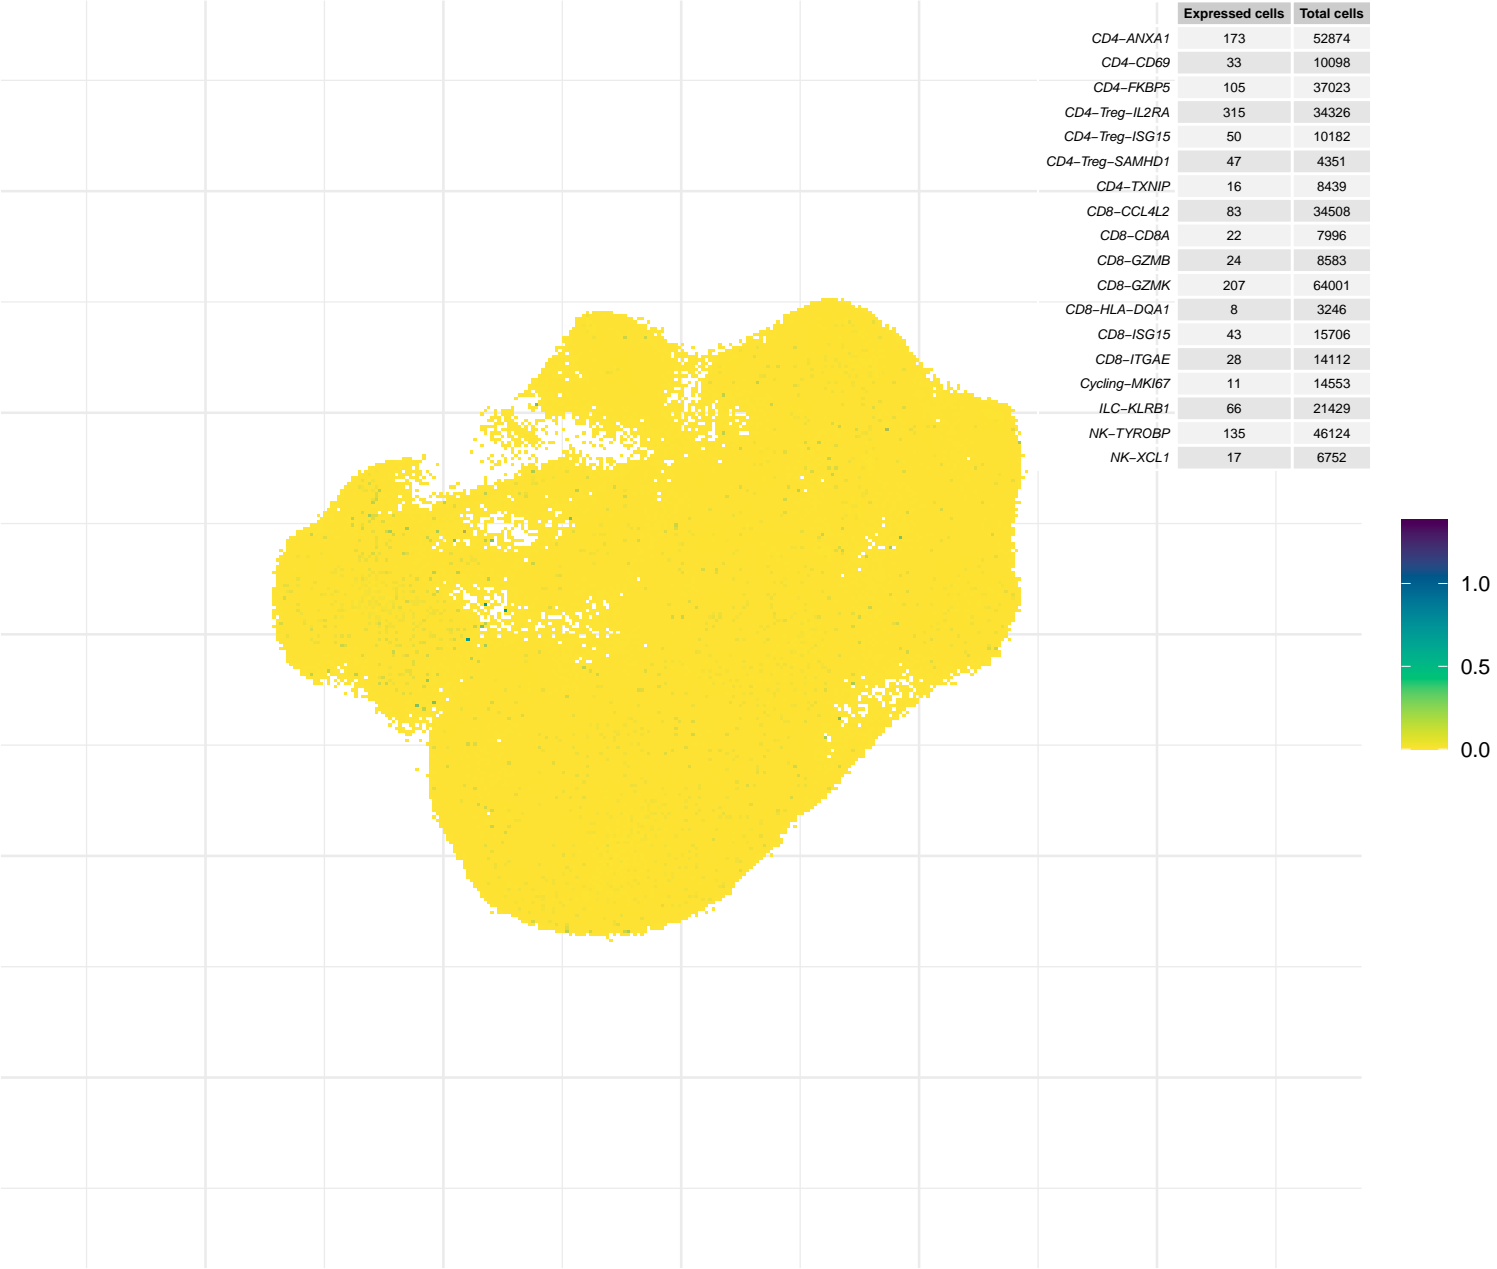 Expressed cells Total cells
CD4−ANXA1 173 52874
CD4−CD69 33 10098
CD4−FKBP5 105 37023
CD4−Treg−IL2RA 315 34326
CD4−Treg−ISG15 50 10182
CD4−Treg−SAMHD1 47 4351
CD4−TXNIP 16 8439
CD8−CCL4L2 83 34508
CD8−CD8A 22 7996
CD8−GZMB 24 8583
CD8−GZMK 207 64001
CD8−HLA−DQA1 8 3246
CD8−ISG15 43 15706
CD8−ITGAE 28 14112
Cycling−MKI67 11 14553
ILC−KLRB1 66 21429
NK−TYROBP 135 46124
NK−XCL1 17 6752
1.0
0.5
0.0